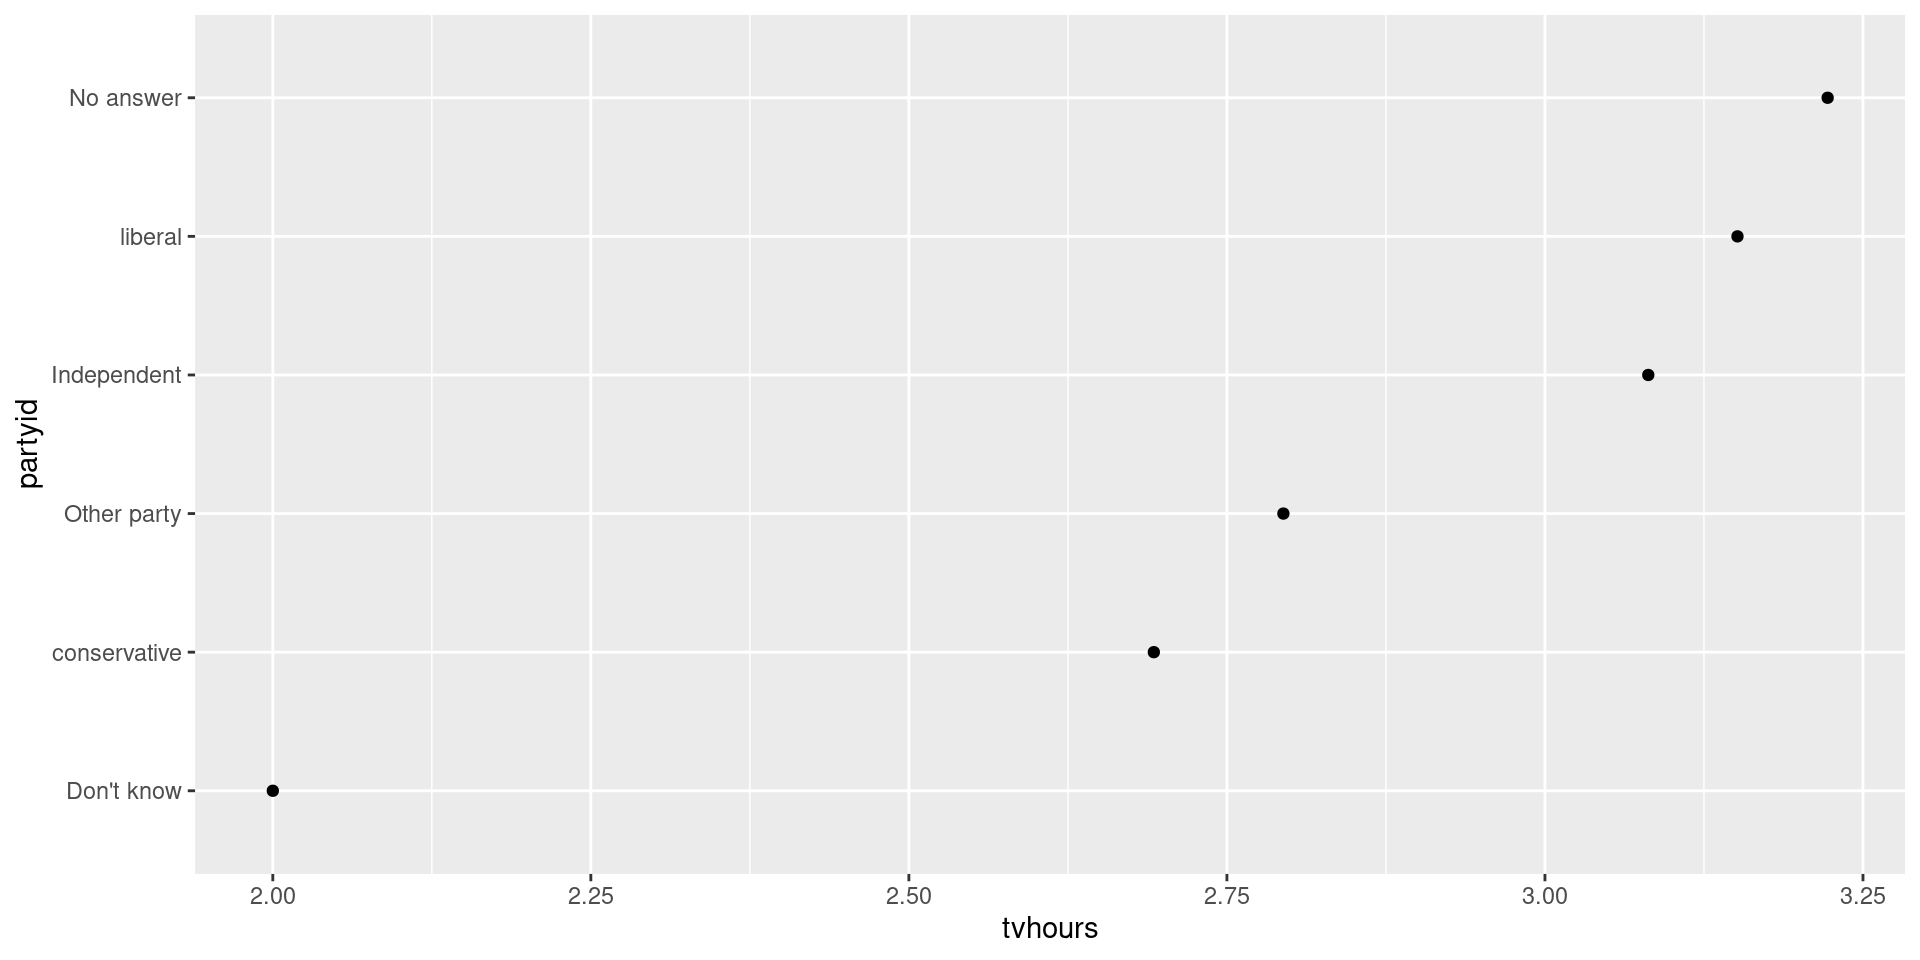 No answer
liberal
Independent
Other party
conservative
Don't know
partyid
2.00 2.25 2.50 2.75 3.00 3.25
tvhours